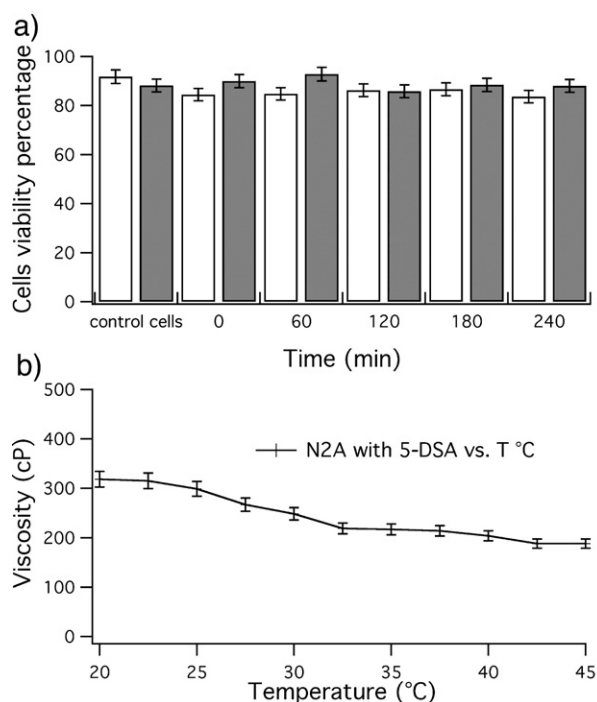 a)
Cells viability percentage
100
80
60
40
20
0
control cells 0 60 120 180 240
Time (min)
b)
Viscosity (cP)
500
400
300
200
100
0
N2A with 5-DSA vs. T °C
20 25 30 35 40 45
Temperature (°C)